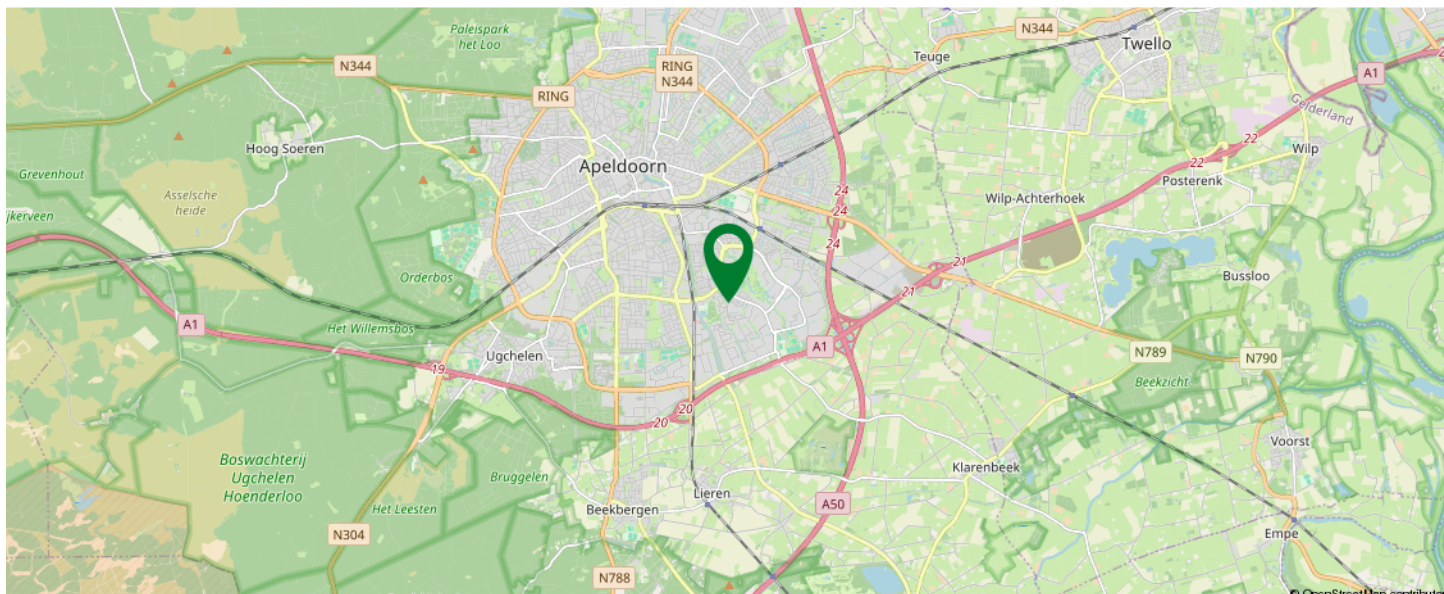 Paleispark
het Loo
N344
RING
RING
N344
N344
Teuge
Twello
A1
Gelderland
Hoog Soeren
Grevenhout
Asselsche
heide
Apeldoorn
22
22
Wilp
Posterenk
Wilp-Achterhoek
24
24
24
Orderbos
21
21
Bussloo
A1
Het Willemsbos
Ugchelen
19
A1
N789
N790
Beekzicht
20
20
Boswachterij
Ugchelen
Hoenderloo
Bruggelen
Het Leesten
N304
Beekbergen
Lieren
A50
Klarenbeek
Voorst
Empe
N788